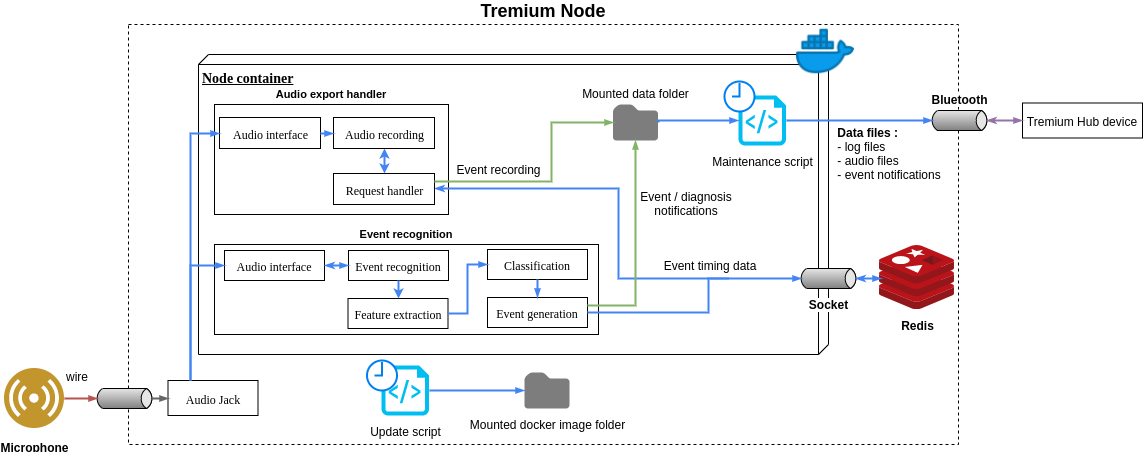 Tremium Node
Node container
Audio export handler
Audio interface
Audio recording
Request handler
Event recording
Mounted data folder
Maintenance script
Bluetooth
Data files :
- log files
- audio files
- event notifications
Tremium Hub device
Event / diagnosis
notifications
Event recognition
Audio interface
Event recognition
Feature extraction
Classification
Event generation
Event timing data
Socket
Redis
wire
Microphone
Audio Jack
Update script
Mounted docker image folder